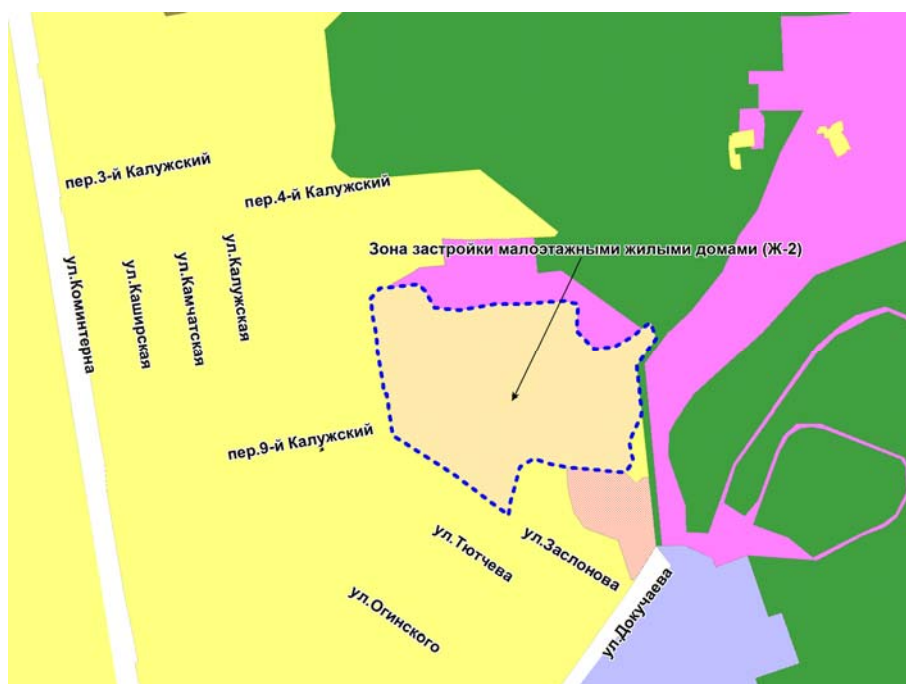 пер.3-й Калужский
пер.4-й Калужский
Зона застройки малоэтажными жилыми домами (Ж-2)
ул.Коминтерна
ул.Каширская
ул.Камчатская
ул.Калужская
пер.9-й Калужский
ул.Тютчева
ул.Заслонова
ул.Огинского
ул.Докучаева